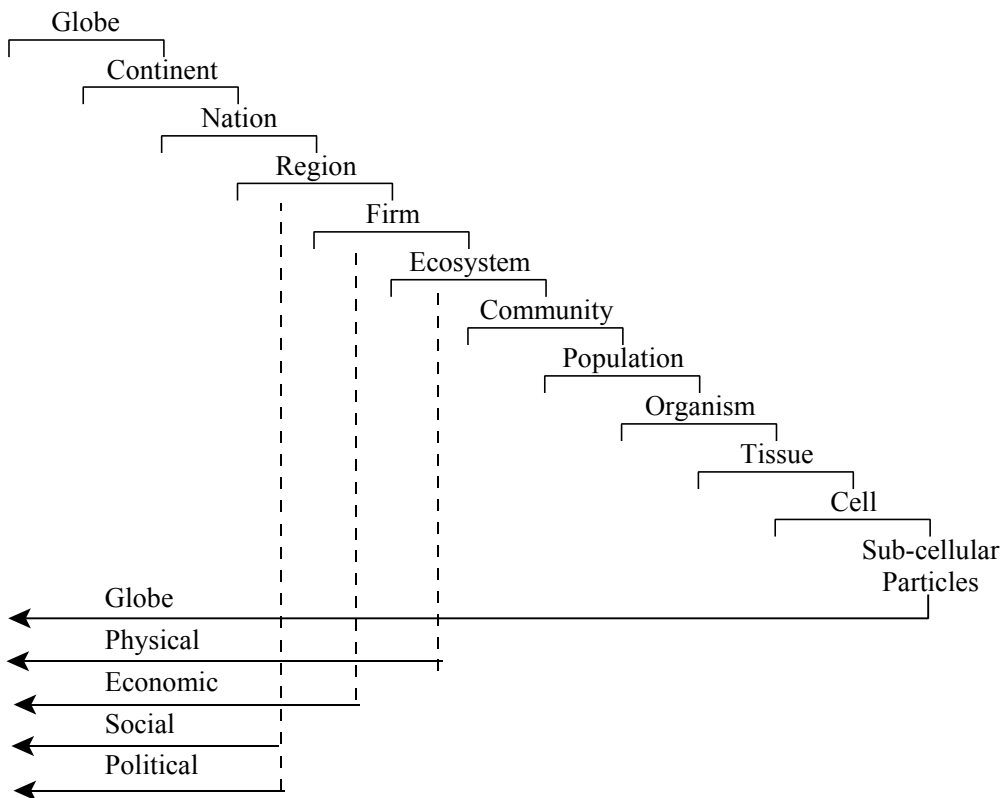 Globe
Continent
Nation
Region
Firm
Ecosystem
Community
Population
Organism
Tissue
Cell
Sub-cellular
Particles
Globe
Physical
Economic
Social
Political